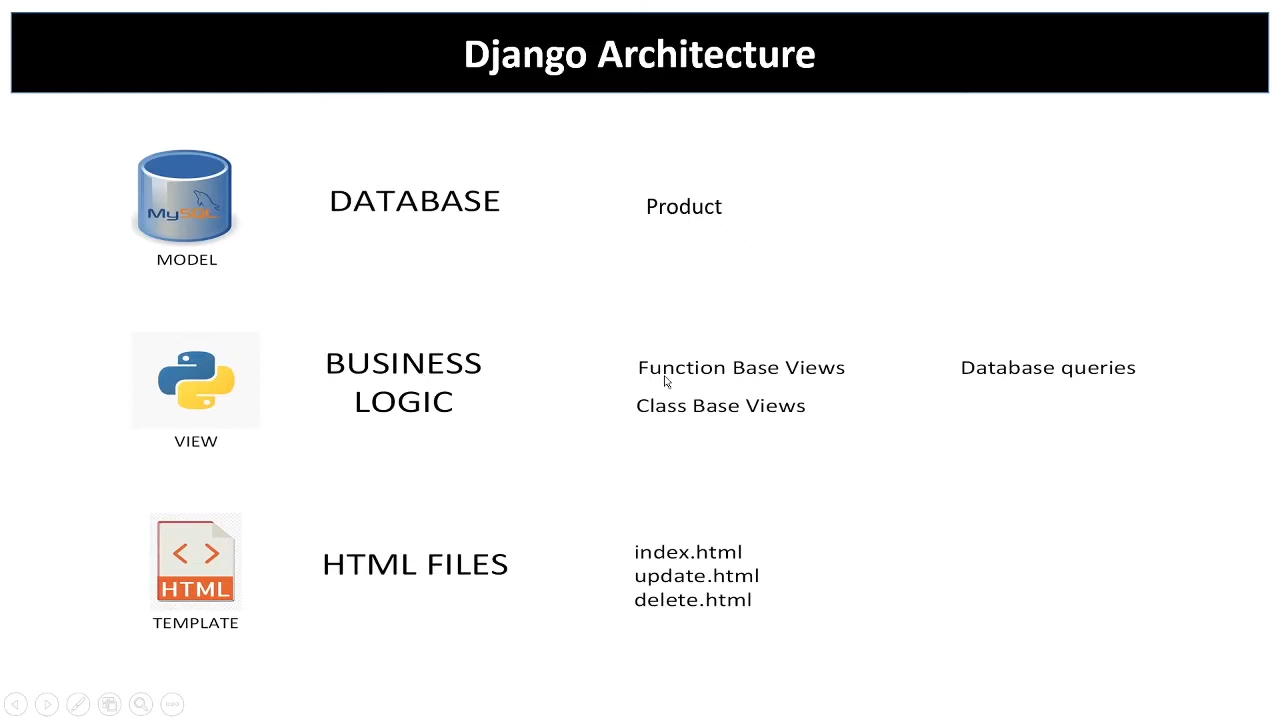 Django Architecture
MySQL
MODEL
DATABASE
Product
VIEW
BUSINESS
LOGIC
Function Base Views
Class Base Views
Database queries
HTML
TEMPLATE
HTML FILES
index.html
update.html
delete.html